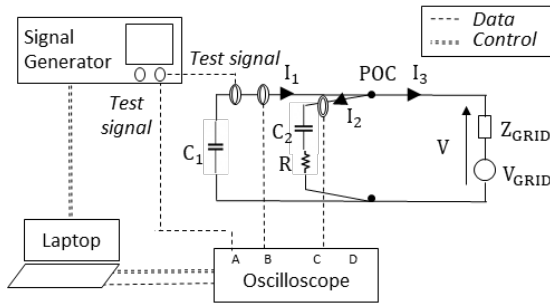 Signal
Generator
Test signal
Test
signal
Data
Control
I1
POC
I3
I2
C1
C2
R
V
ZGRID
VGRID
Laptop
A B C D
Oscilloscope